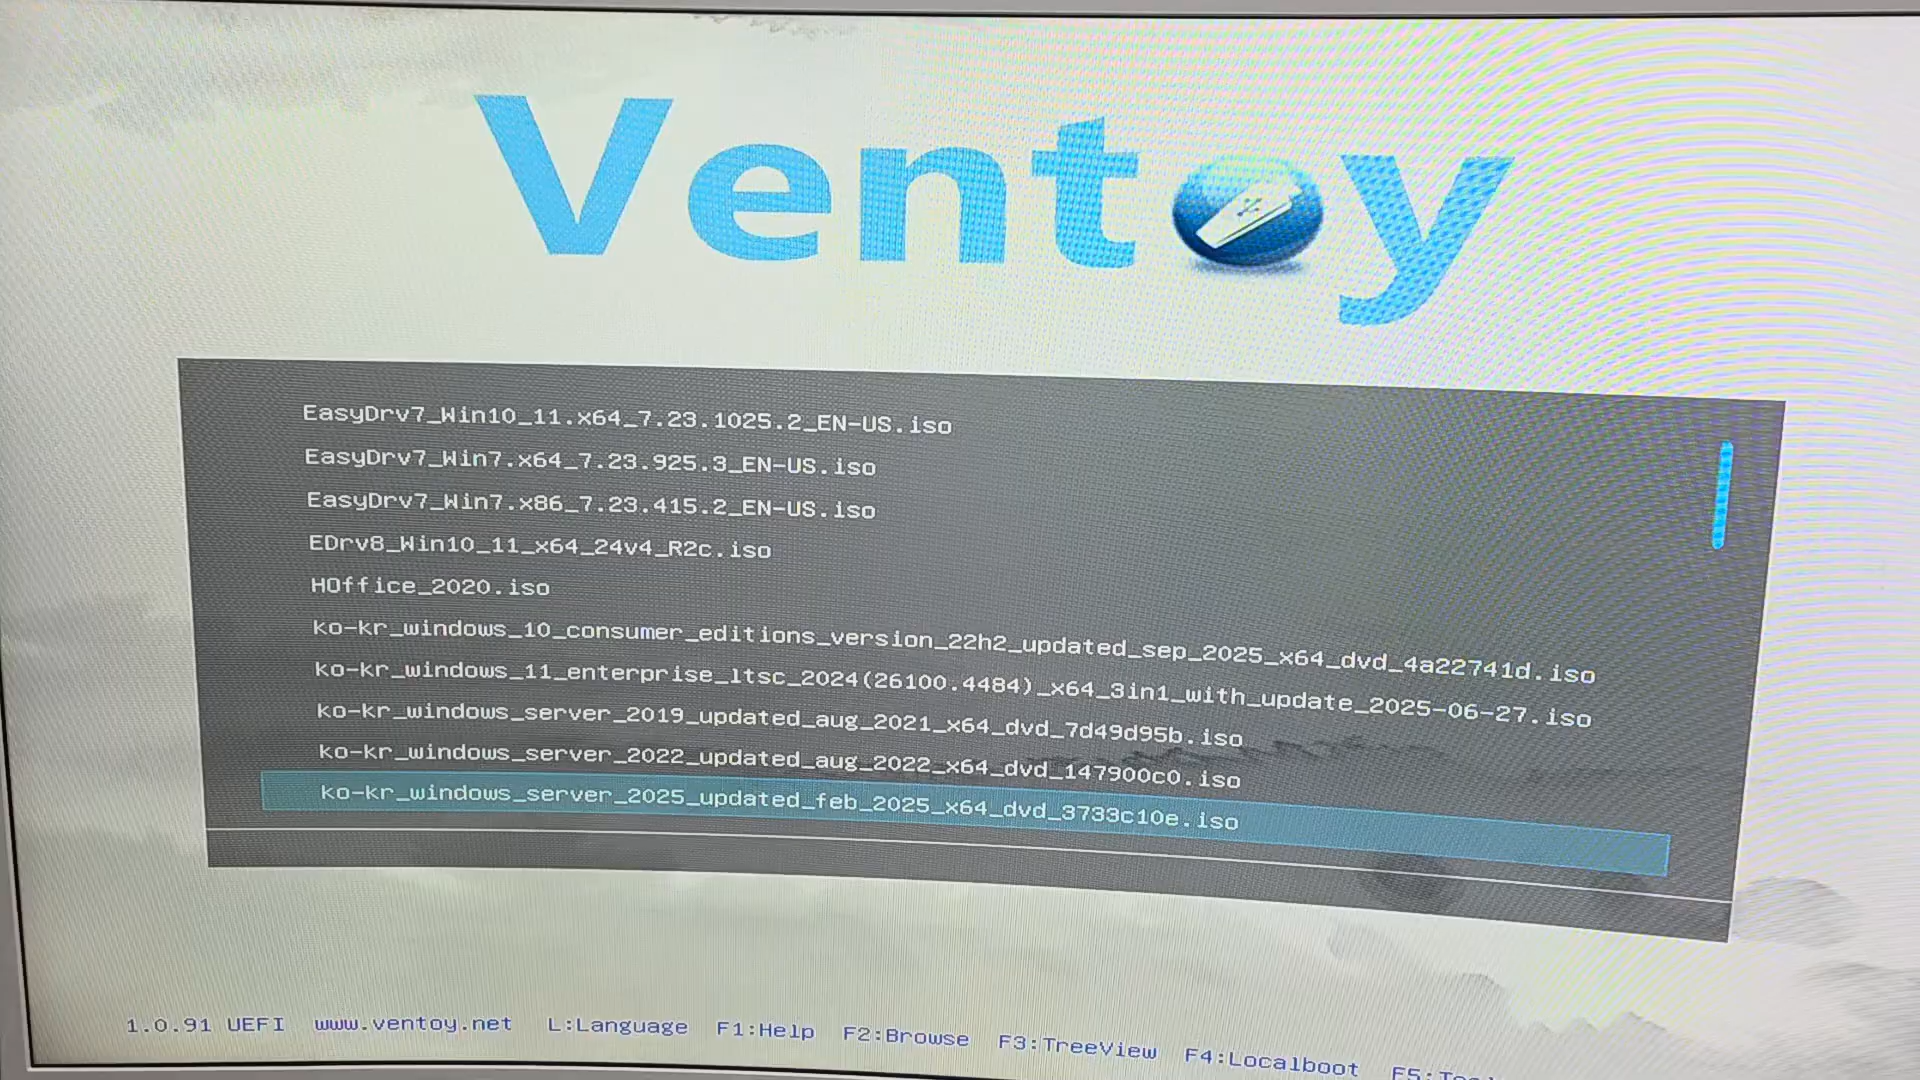 Ventoy
EasyDrv7_Win10_11.x64_7.23.1025.2_EN-US.iso
EasyDrv7_Win7.x64_7.23.925.3_EN-US.iso
EasyDrv7_Win7.x86_7.23.415.2_EN-US.iso
EDrv8_Win10_11_x64_24v4_R2c.iso
HOffice_2020.iso
ko-kr_windows_10_consumer_editions_version_22h2_updated_sep_2025_x64_dvd_4a22741d.iso
ko-kr_windows_11_enterprise_ltsc_2024(26100.4484)_x64_3in1_with_update_2025-06-27.iso
ko-kr_windows_server_2019_updated_aug_2021_x64_dvd_7d49d95b.iso
ko-kr_windows_server_2022_updated_aug_2022_x64_dvd_147900c0.iso
ko-kr_windows_server_2025_updated_feb_2025_x64_dvd_3733c10e.iso
1.0.91 UEFI www.ventoy.net L:Language F1:Help F2:Browse F3:TreeView F4:Localboot